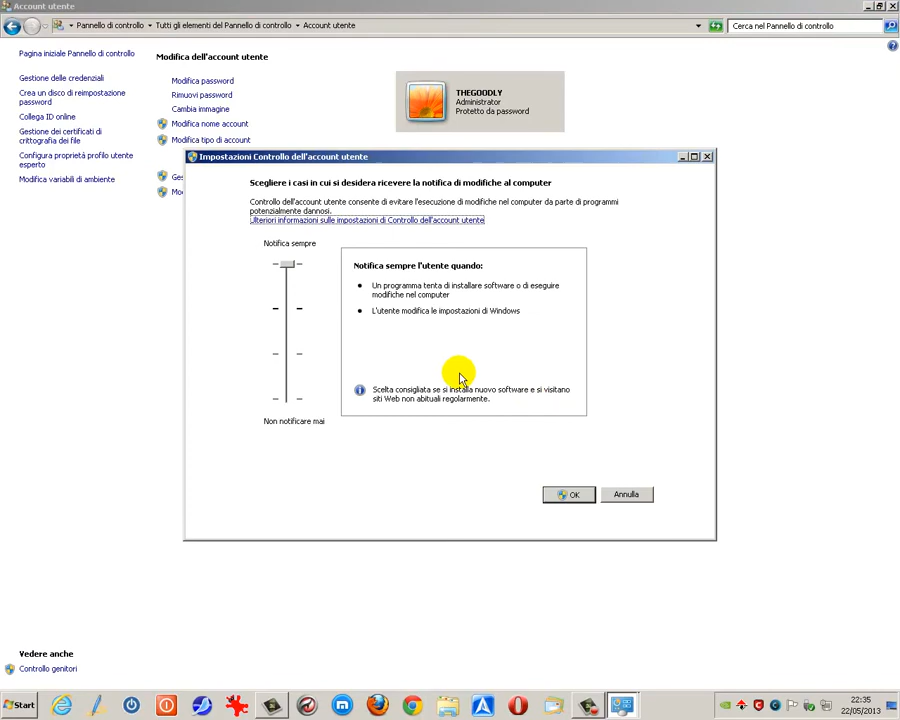 Account utente
Pannello di controllo
Tutti gli elementi del Pannello di controllo
Account utente
Cerca nel Pannello di controllo
Pagina iniziale Pannello di controllo
Gestione delle credenziali
Crea un disco di reimpostazione
password
Collega ID online
Gestione dei certificati di
crittografia dei file
Configura proprietà profilo utente
esperto
Modifica variabili di ambiente
Modifica dell'account utente
Modifica password
Rimuovi password
Cambia immagine
Modifica nome account
Modifica tipo di account
Ges
Mo
THEGOODLY
Administrator
Protetto da password
Impostazioni Controllo dell'account utente
Scegliere i casi in cui si desidera ricevere la notifica di modifiche al computer
Controllo dell'account utente consente di evitare l'esecuzione di modifiche nel computer da parte di programmi
potenzialmente dannosi.
Ulteriori informazioni sulle impostazioni di Controllo dell'account utente
Notifica sempre
Notifica sempre l'utente quando:
Un programma tenta di installare software o di eseguire
modifiche nel computer
L'utente modifica le impostazioni di Windows
Scelta consigliata se si installa nuovo software e si visitano
siti Web non abituali regolarmente.
Non notificare mai
OK
Annulla
Vedere anche
Controllo genitori
Start
22:35
22/05/2013